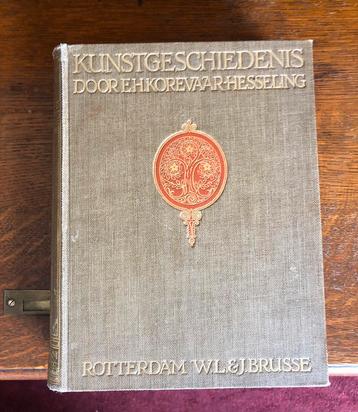 KUNSTGESCHIEDENIS
DOOR E.H. KOREVAAR-HESSELING
ROTTERDAM W.L. & J. BRUSSE